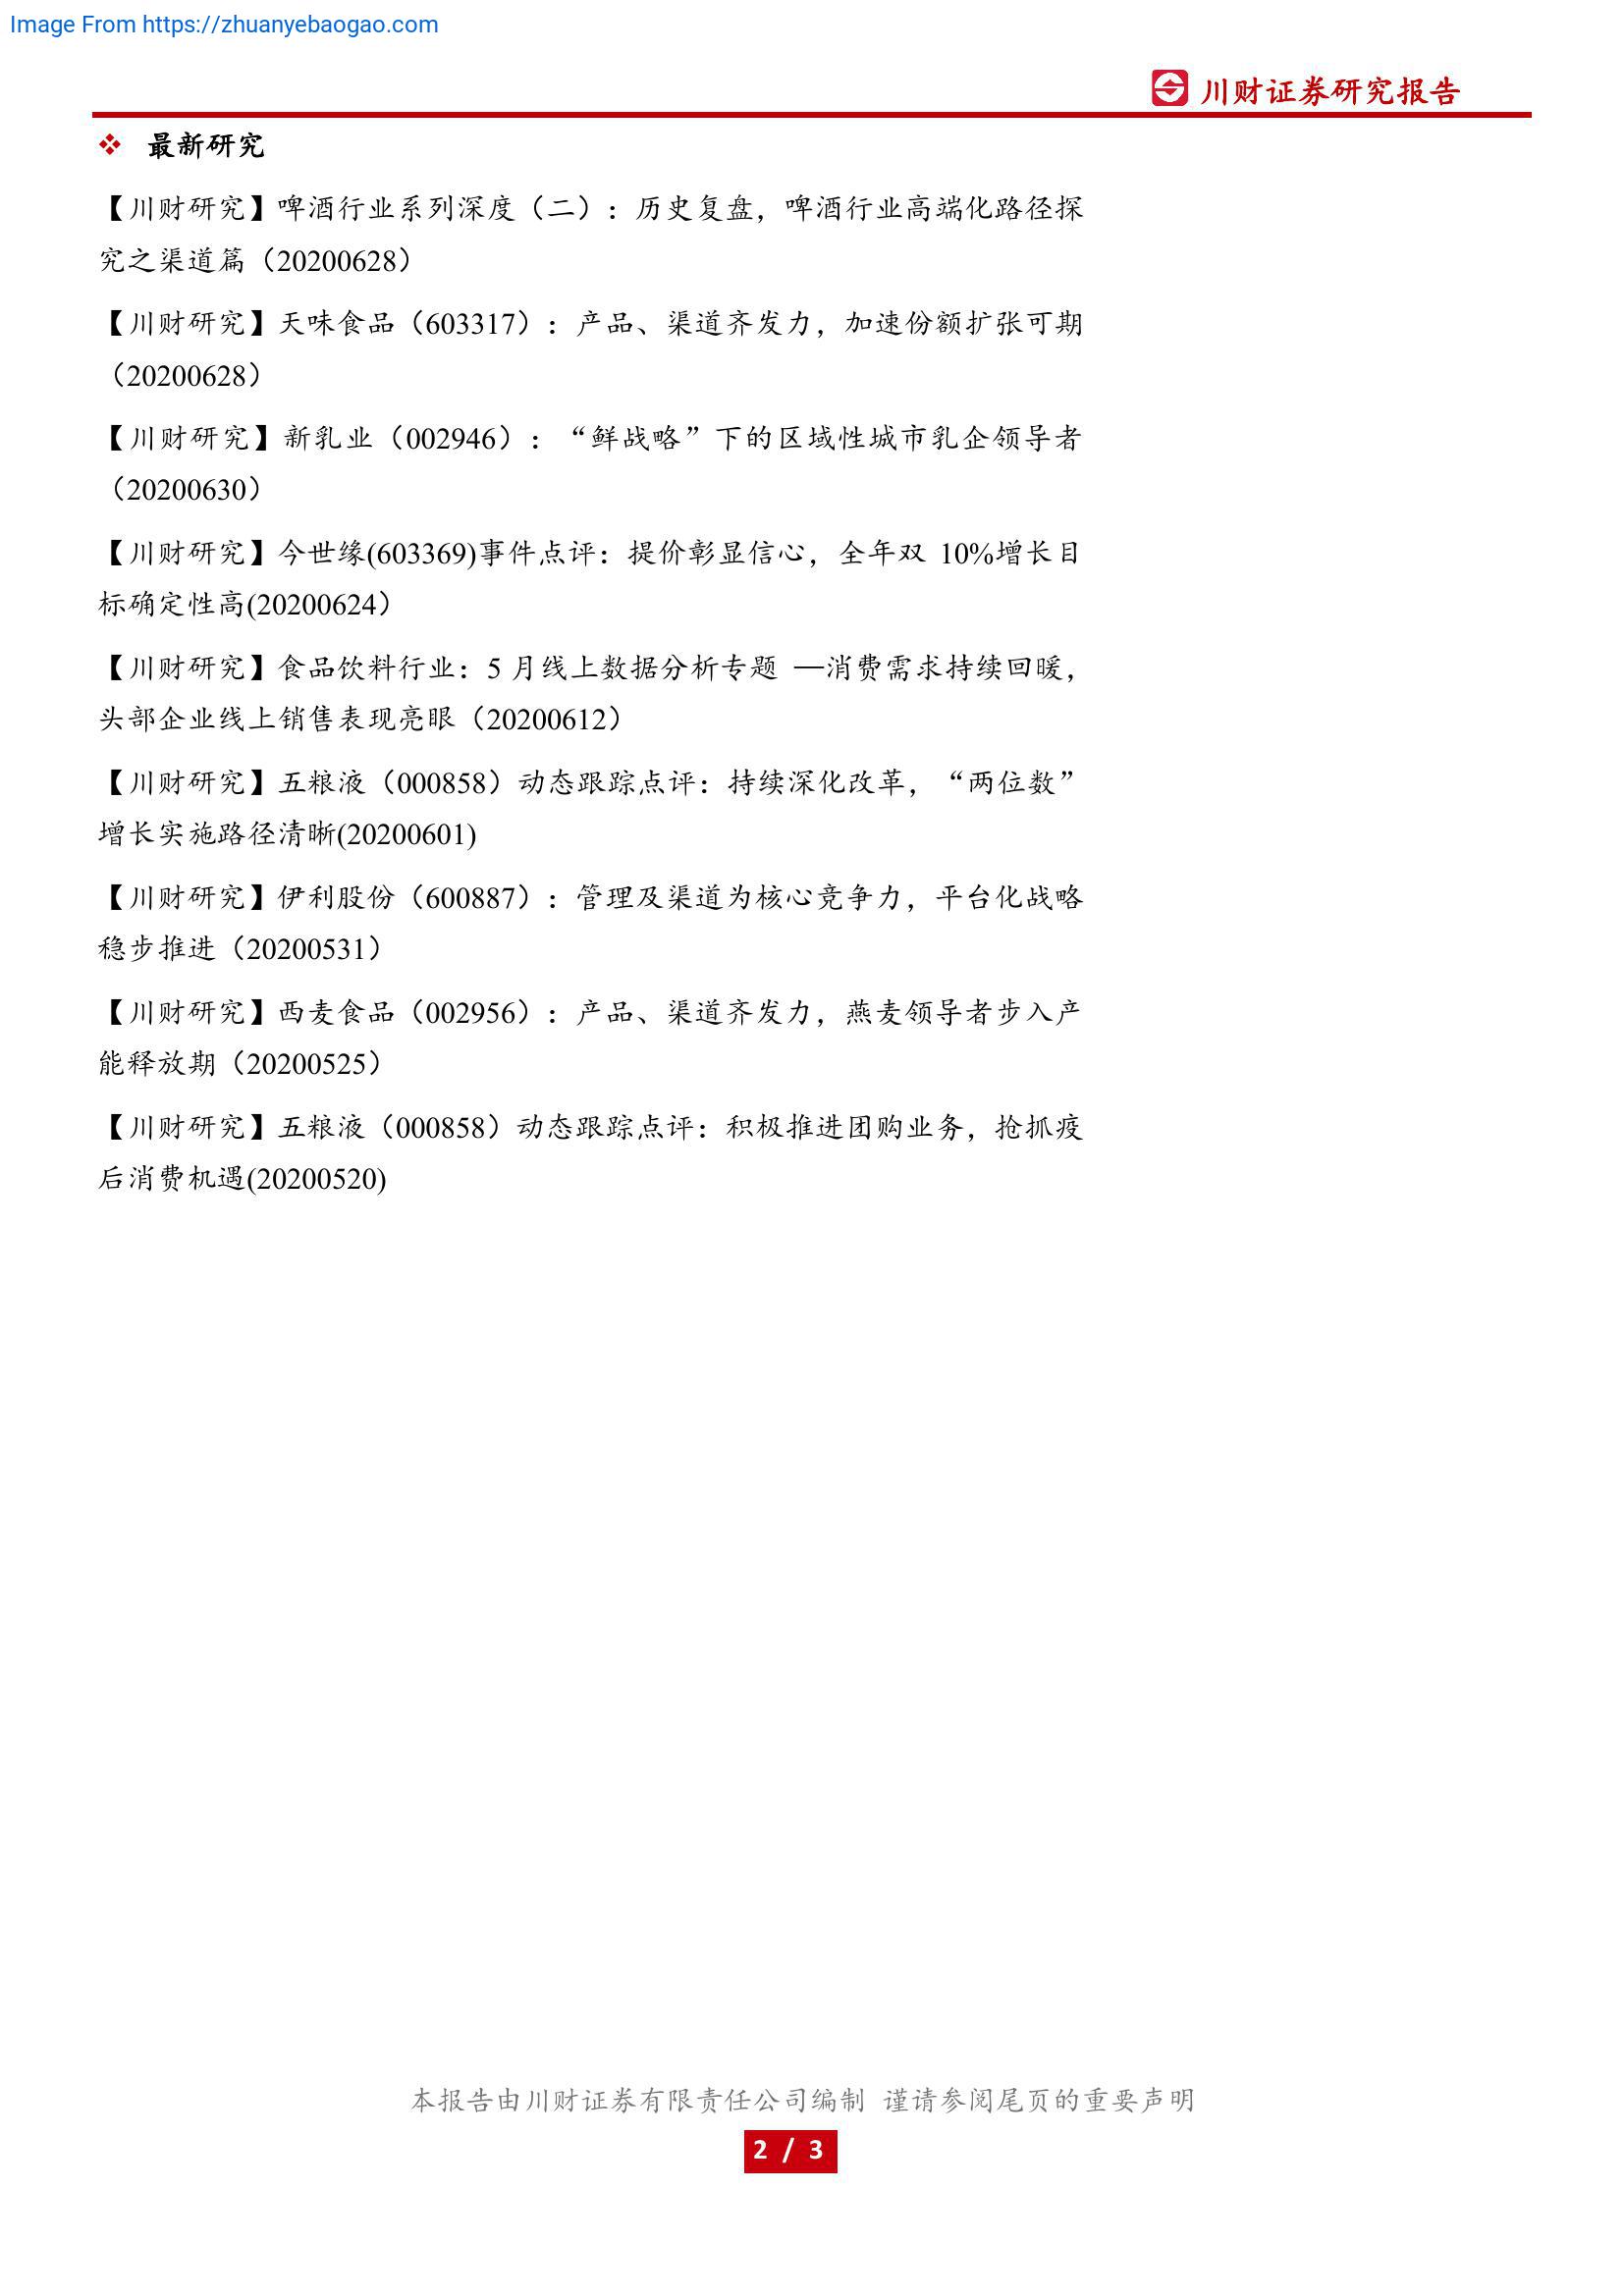 Image From https://zhuanyebaogao.com
川财证券研究报告
❖ 最新研究
【川财研究】啤酒行业系列深度（二）：历史复盘，啤酒行业高端化路径探
究之渠道篇（20200628）
【川财研究】天味食品（603317）：产品、渠道齐发力，加速份额扩张可期
（20200628）
【川财研究】新乳业（002946）：“鲜战略”下的区域性城市乳企领导者
（20200630）
【川财研究】今世缘(603369)事件点评：提价彰显信心，全年双 10%增长目
标确定性高(20200624）
【川财研究】食品饮料行业：5 月线上数据分析专题 —消费需求持续回暖，
头部企业线上销售表现亮眼（20200612）
【川财研究】五粮液（000858）动态跟踪点评：持续深化改革，“两位数”
增长实施路径清晰(20200601)
【川财研究】伊利股份（600887）：管理及渠道为核心竞争力，平台化战略
稳步推进（20200531）
【川财研究】西麦食品（002956）：产品、渠道齐发力，燕麦领导者步入产
能释放期（20200525）
【川财研究】五粮液（000858）动态跟踪点评：积极推进团购业务，抢抓疫
后消费机遇(20200520)
本报告由川财证券有限责任公司编制 谨请参阅尾页的重要声明
2 / 3